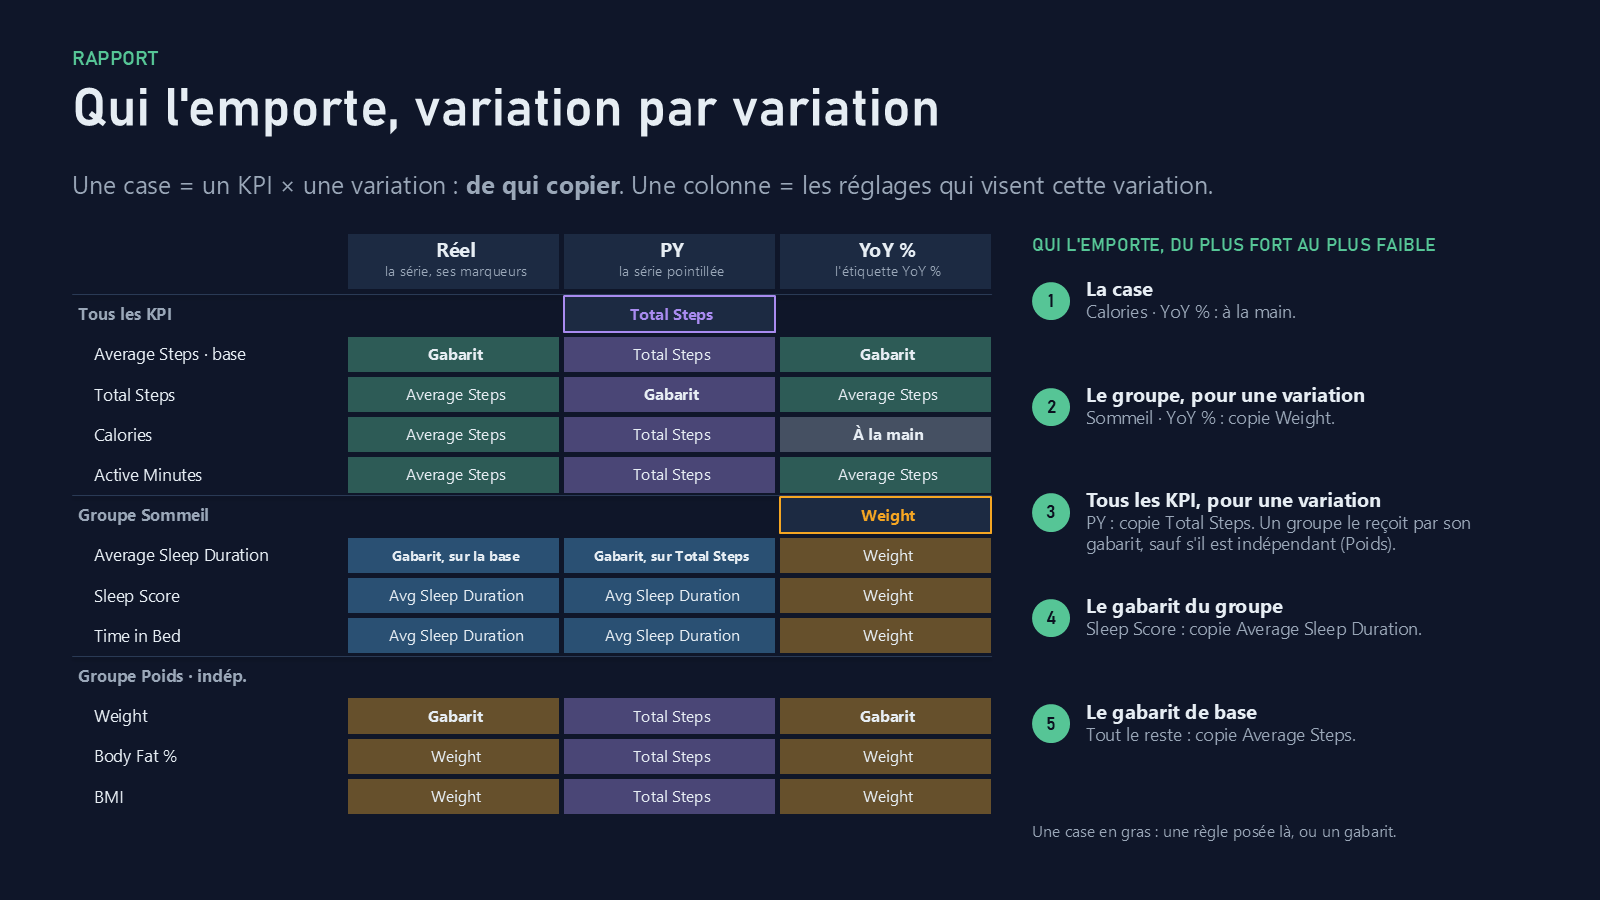 RAPPORT
Qui l'emporte, variation par variation
Une case = un KPI × une variation : de qui copier. Une colonne = les réglages qui visent cette variation.
Réel PY YoY %
la série, ses marqueurs la série pointillée l'étiquette YoY %
Tous les KPI Total Steps
Average Steps · base Gabarit Total Steps Gabarit
Total Steps Average Steps Gabarit Average Steps
Calories Average Steps Total Steps À la main
Active Minutes Average Steps Total Steps Average Steps
Groupe Sommeil Weight
Average Sleep Duration Gabarit, sur la base Gabarit, sur Total Steps Weight
Sleep Score Avg Sleep Duration Avg Sleep Duration Weight
Time in Bed Avg Sleep Duration Avg Sleep Duration Weight
Groupe Poids · indép.
Weight Gabarit Total Steps Gabarit
Body Fat % Weight Total Steps Weight
BMI Weight Total Steps Weight
QUI L'EMPORTE, DU PLUS FORT AU PLUS FAIBLE
1 La case
Calories · YoY % : à la main.
2 Le groupe, pour une variation
Sommeil · YoY % : copie Weight.
3 Tous les KPI, pour une variation
PY : copie Total Steps. Un groupe le reçoit par son
gabarit, sauf s'il est indépendant (Poids).
4 Le gabarit du groupe
Sleep Score : copie Average Sleep Duration.
5 Le gabarit de base
Tout le reste : copie Average Steps.
Une case en gras : une règle posée là, ou un gabarit.